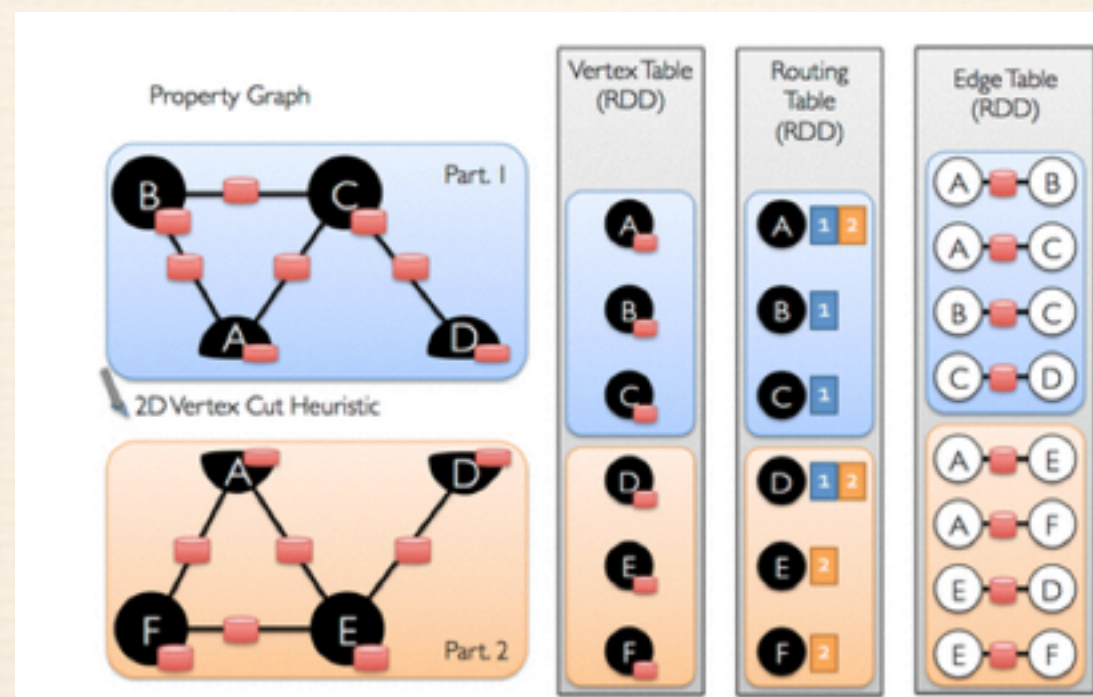 Property Graph
B
C
Part. 1
A
D
2D Vertex Cut Heuristic
A
D
F
E
Part. 2
Vertex Table
(RDD)
A
B
C
D
E
F
Routing
Table
(RDD)
A 1 2
B 1
C 1
D 1 2
E 2
F 2
Edge Table
(RDD)
A B
A C
B C
C D
A E
A F
E D
E F